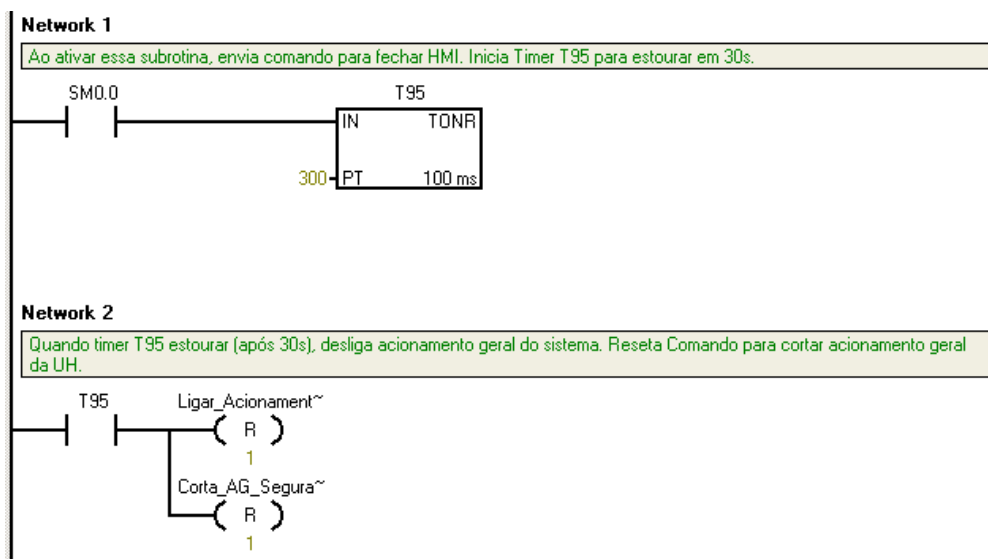 Network 1
Ao ativar essa subrotina, envia comando para fechar HMI. Inicia Timer T95 para estourar em 30s.
SM0.0 T95
IN TONR
300 PT 100 ms
Network 2
Quando timer T95 estourar (após 30s), desliga acionamento geral do sistema. Reseta Comando para cortar acionamento geral
da UH.
T95 Ligar_Acionament~
R
1
Corta_AG_Segura~
R
1